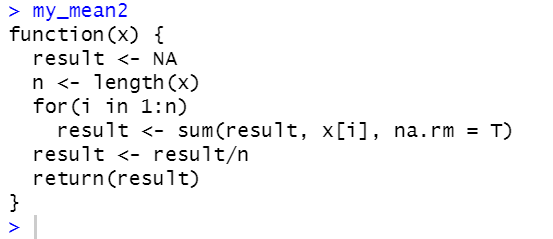 > my_mean2
function(x) {
  result <- NA
  n <- length(x)
  for(i in 1:n)
    result <- sum(result, x[i], na.rm = T)
  result <- result/n
  return(result)
}
>